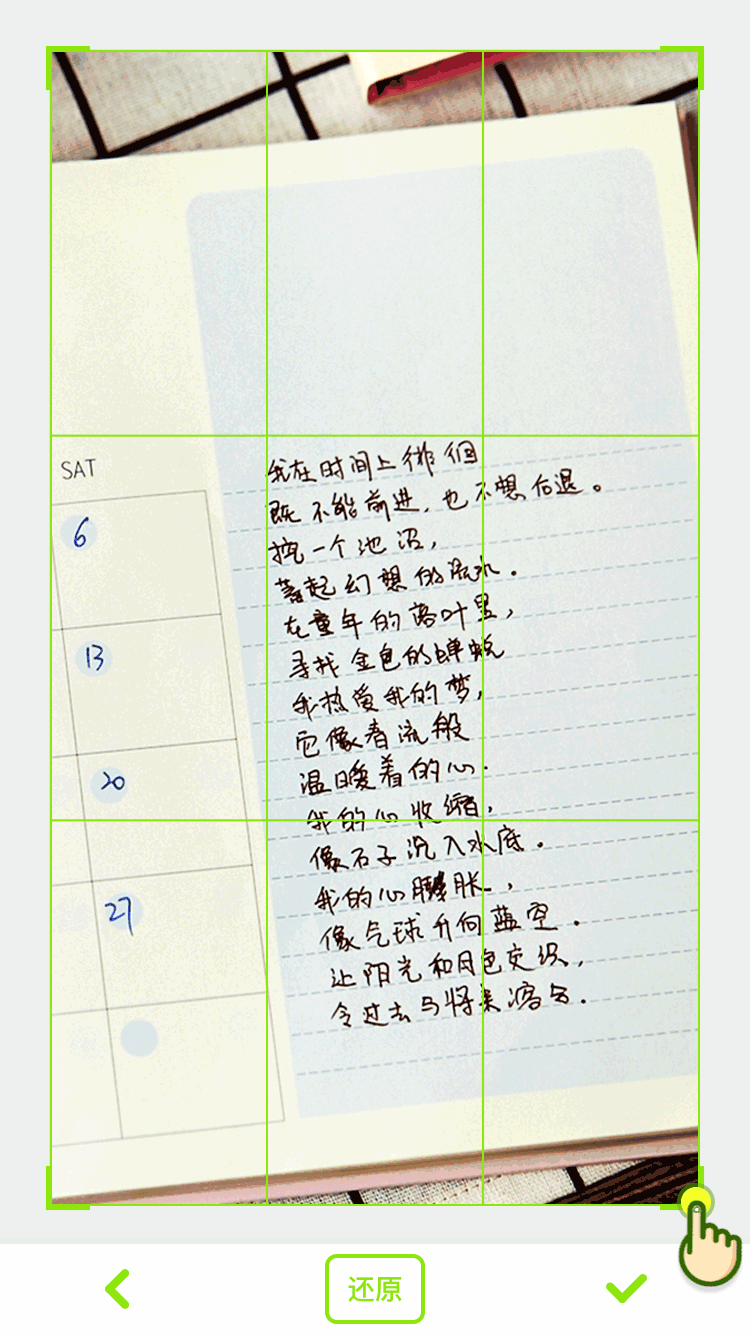 SAT
6
13
20
27
我在时间上徘徊
既不能前进，也不想后退。
挖一个池沼，
蓄起幻想的流水。
在童年的落叶里，
寻找金色的蝉蜕
我热爱我的梦，
它像春流般
温暖着的心。
我的心收缩，
像石子沉入水底。
我的心膨胀，
像气球升向蓝空。
让阳光和月色交织，
令过去与将来溶合。
还原